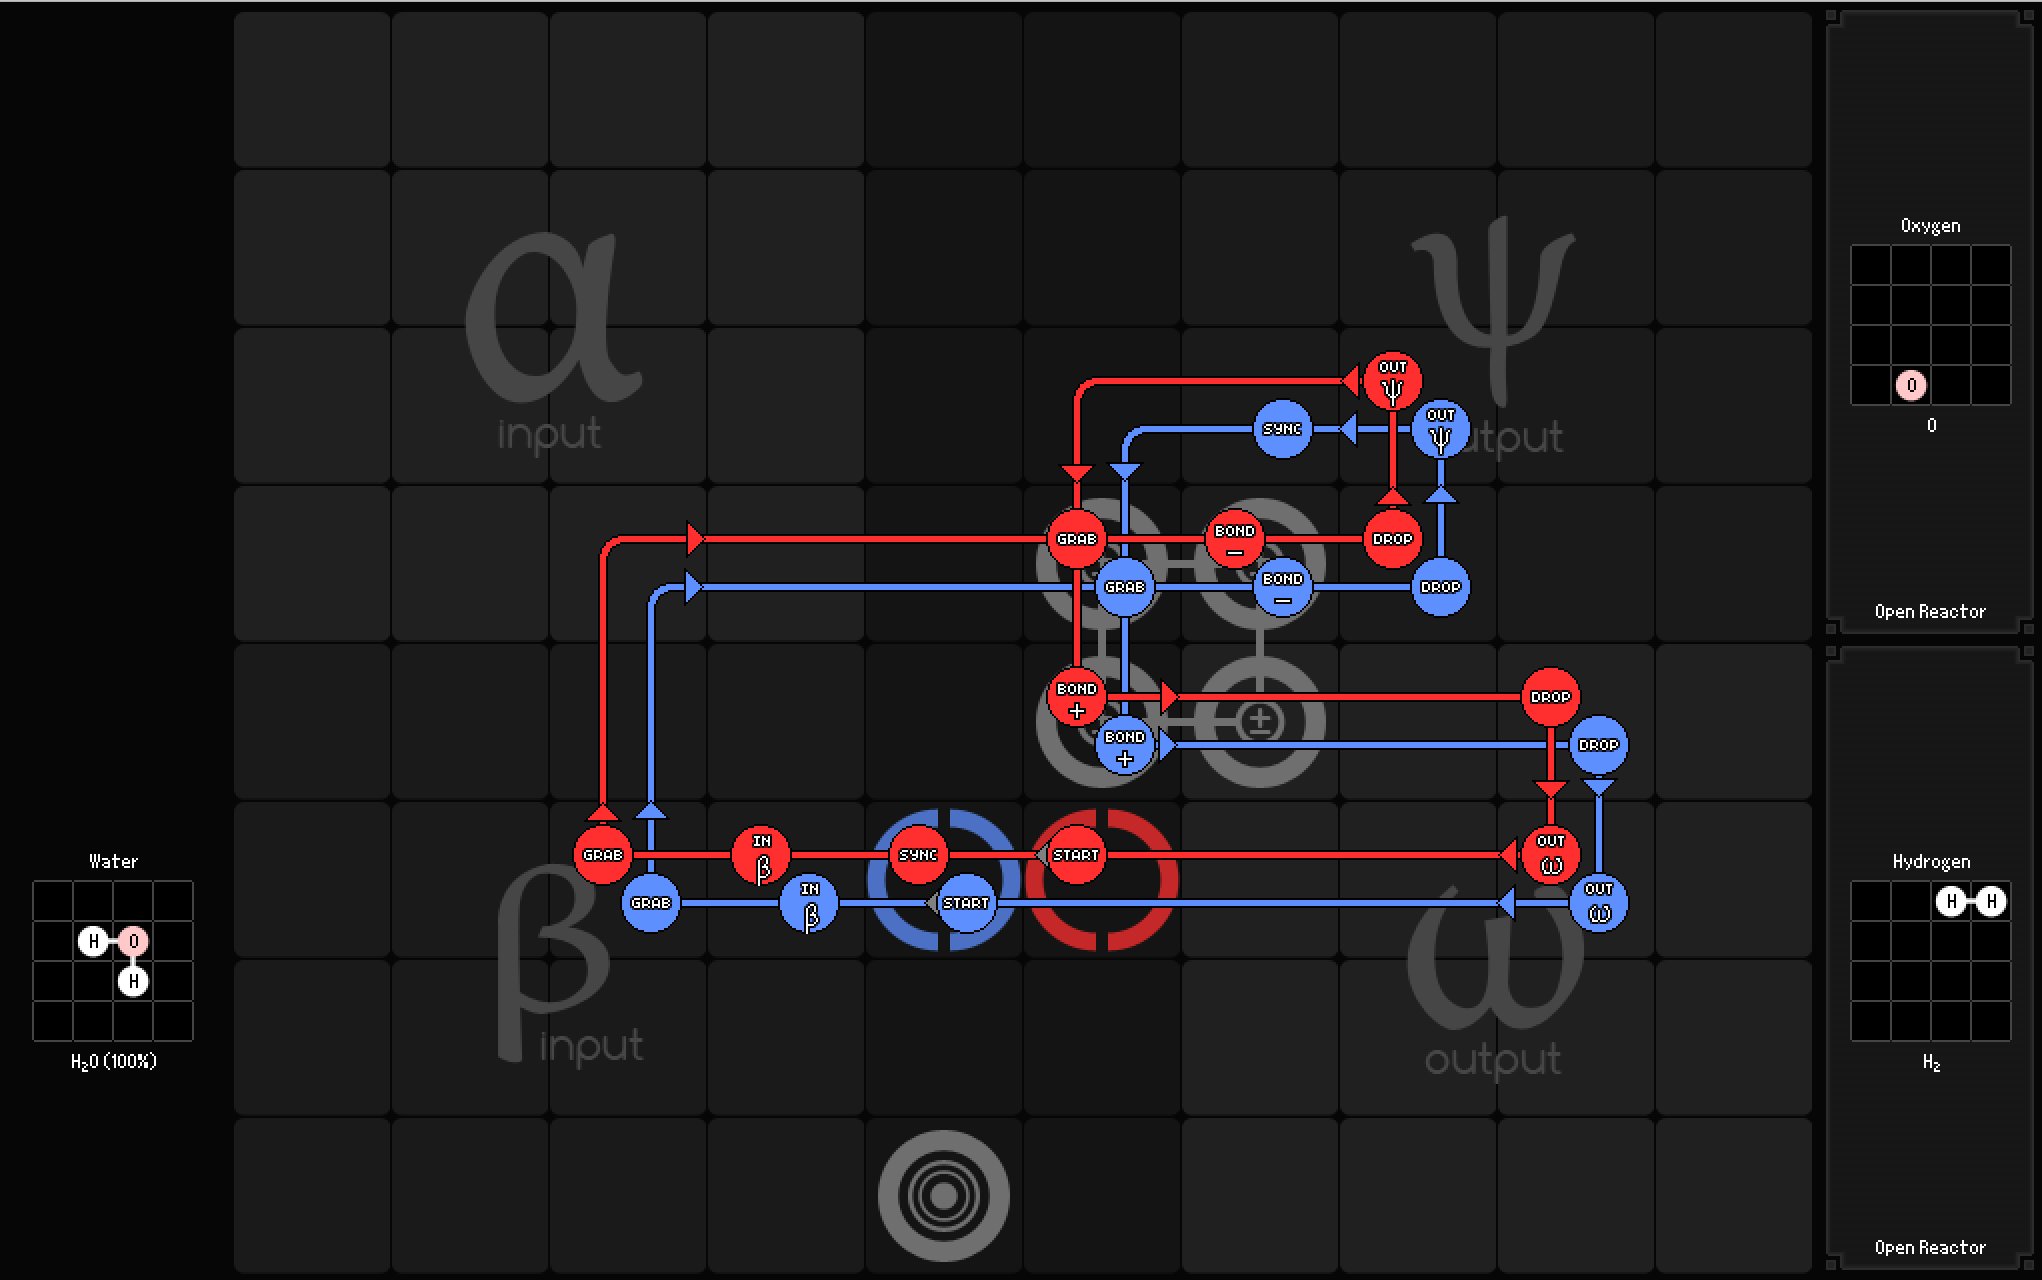 α
input
ψ
output
OUT
ψ
OUT
ψ
SYNC
GRAB
BOND
−
DROP
GRAB
BOND
−
DROP
BOND
+
DROP
BOND
+
±
DROP
GRAB
IN
β
SYNC
START
OUT
ω
GRAB
IN
β
START
OUT
ω
β
input
ω
output
Water
H
O
H
H₂O (100%)
Oxygen
O
O
Open Reactor
Hydrogen
H
H
H₂
Open Reactor